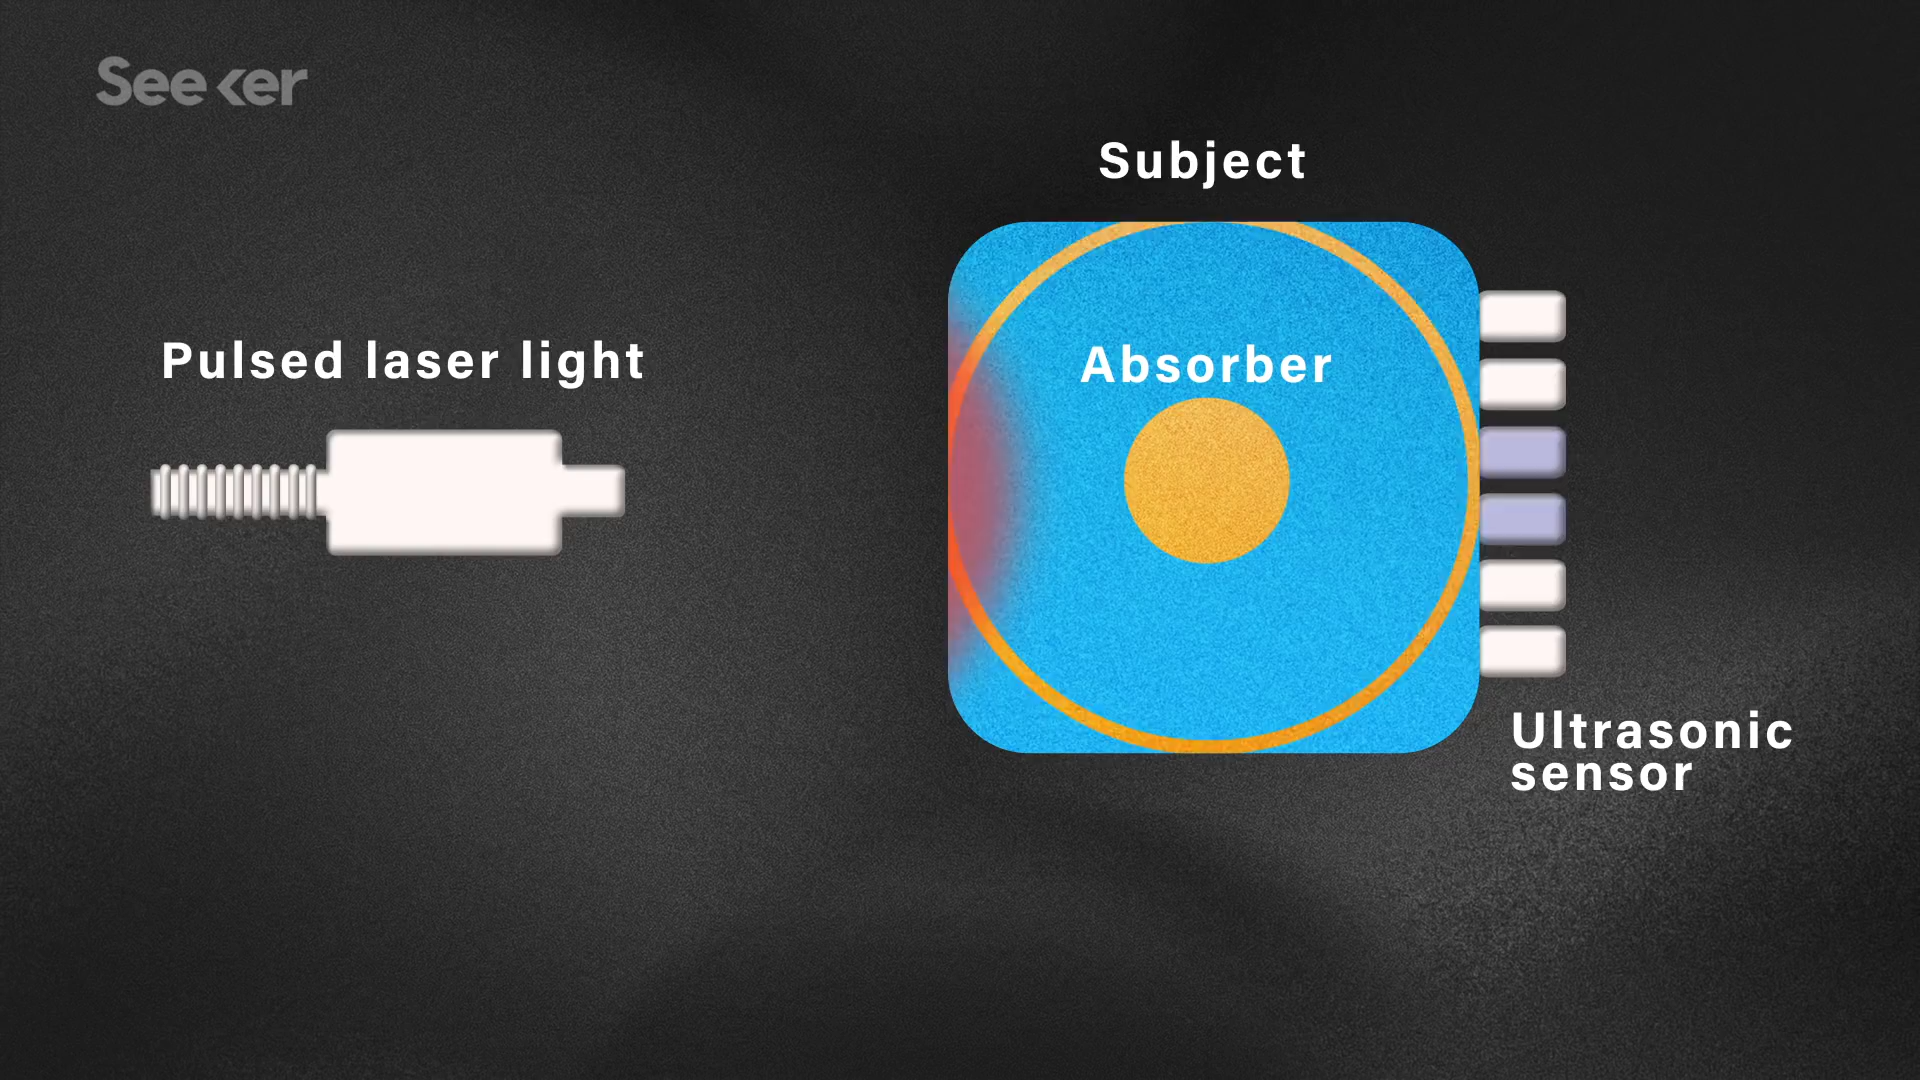 Seeker
Subject
Pulsed laser light
Absorber
Ultrasonic
sensor